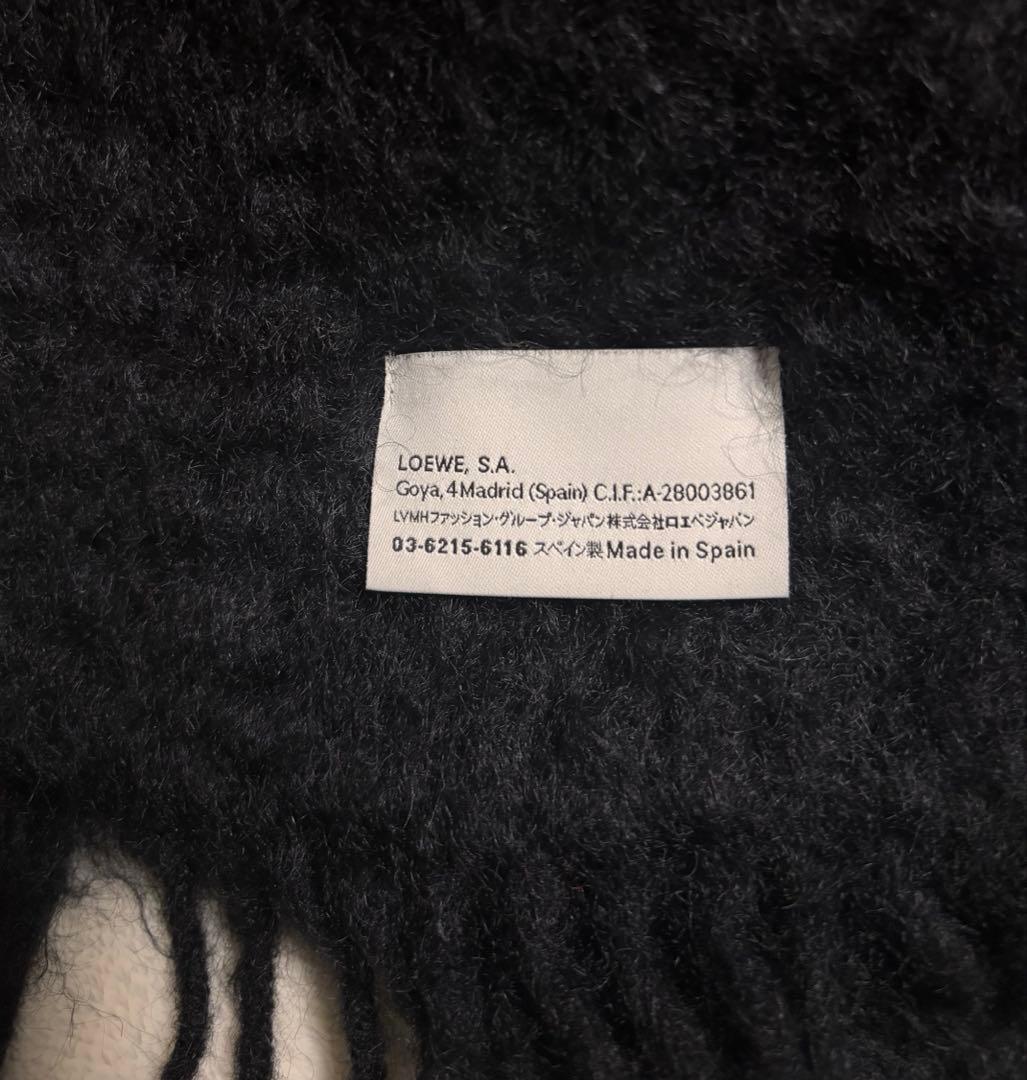 LOEWE, S.A.
Goya, 4 Madrid (Spain) C.I.F.:A-28003861
LVMHファッション・グループ・ジャパン株式会社ロエベジャパン
03-6215-6116 スペイン製 Made in Spain